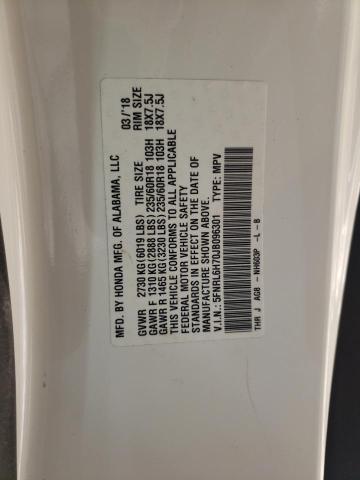 MFD. BY HONDA MFG. OF ALABAMA, LLC 03/'18
GVWR 2730 KG(6019 LBS) TIRE SIZE RIM SIZE
GAWR F 1310 KG(2888 LBS) 235/60R18 103H 18X7.5J
GAWR R 1465 KG(3230 LBS) 235/60R18 103H 18X7.5J
THIS VEHICLE CONFORMS TO ALL APPLICABLE
FEDERAL MOTOR VEHICLE SAFETY
STANDARDS IN EFFECT ON THE DATE OF
MANUFACTURE SHOWN ABOVE.
V.I.N.: 5FNRL6H70JB096301 TYPE: MPV
THR J AG8 - NH603P -L -B